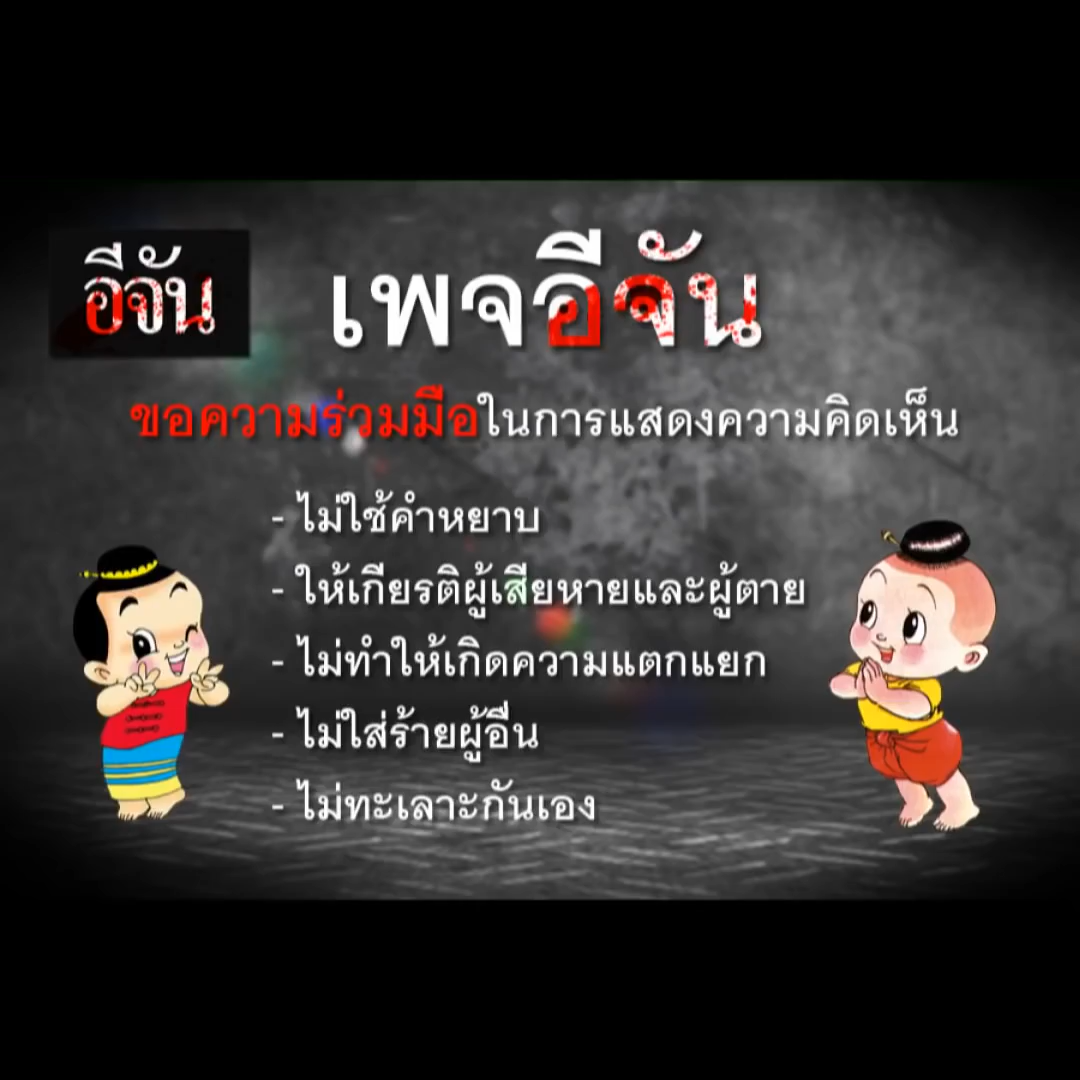 อีจัน
เพจอีจัน
ขอความร่วมมือในการแสดงความคิดเห็น
- ไม่ใช้คำหยาบ
- ให้เกียรติผู้เสียหายและผู้ตาย
- ไม่ทำให้เกิดความแตกแยก
- ไม่ใส่ร้ายผู้อื่น
- ไม่ทะเลาะกันเอง